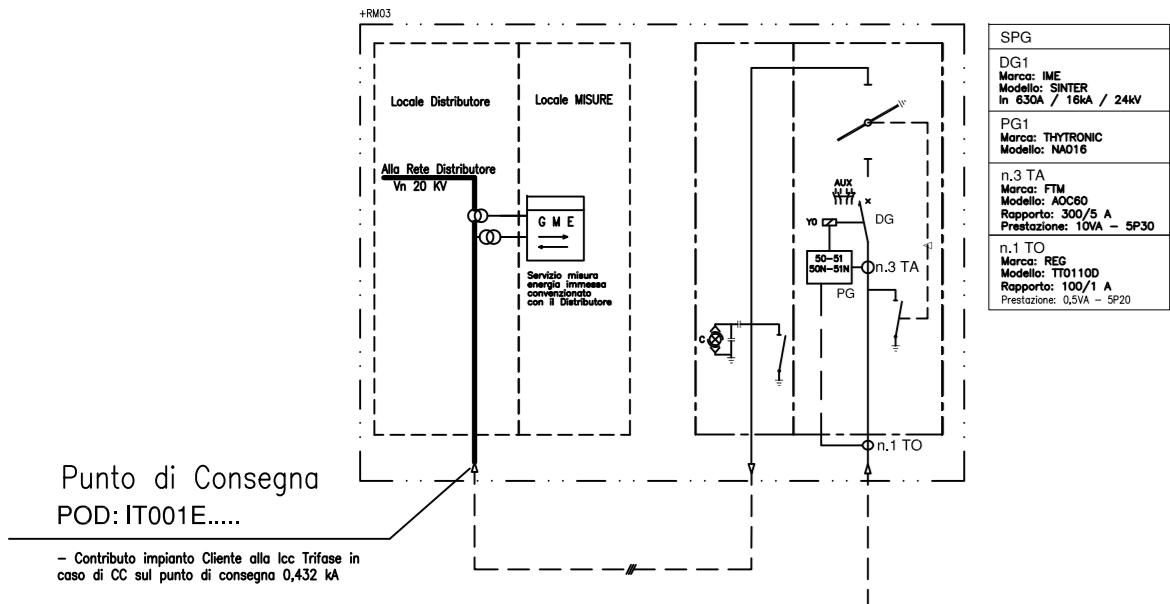 +RM03
Locale Distributore
Locale MISURE
Alla Rete Distributore
Vn 20 KV
G M E
Servizio misura
energia immessa
convenzionato
con il Distributore
AUX
Y0
DG
50-51
50N-51N
n.3 TA
PG
C
n.1 TO
SPG
DG1
Marca: IME
Modello: SINTER
In 630A / 16kA / 24kV
PG1
Marca: THYTRONIC
Modello: NA016
n.3 TA
Marca: FTM
Modello: AOC60
Rapporto: 300/5 A
Prestazione: 10VA – 5P30
n.1 TO
Marca: REG
Modello: TT0110D
Rapporto: 100/1 A
Prestazione: 0,5VA – 5P20
Punto di Consegna
POD: IT001E.....
– Contributo impianto Cliente alla Icc Trifase in
caso di CC sul punto di consegna 0,432 kA